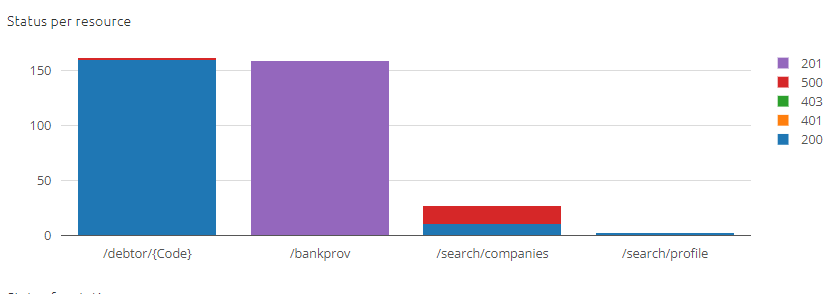 Status per resource
150
100
50
0
/debtor/{Code}
/bankprov
/search/companies
/search/profile
201
500
403
401
200